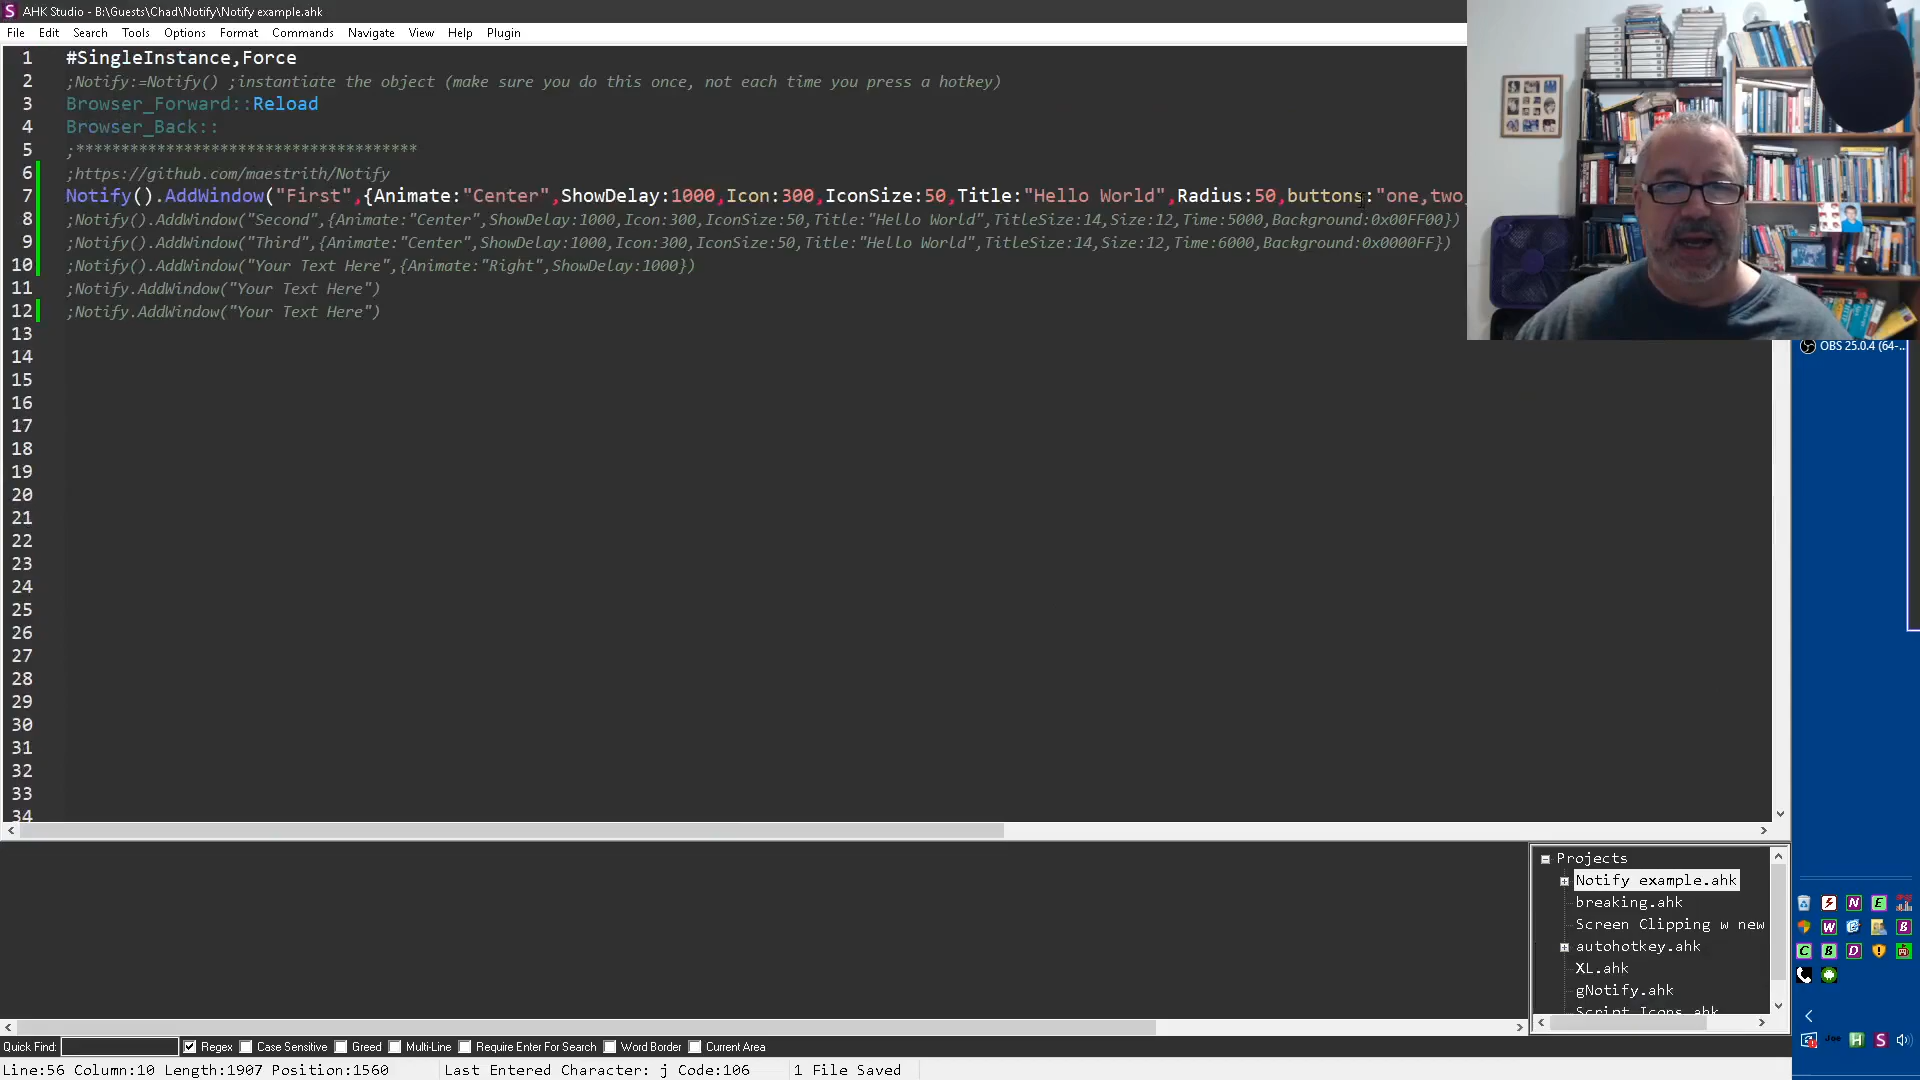 AHK Studio - B:\Guests\Chad\Notify\Notify example.ahk
File Edit Search Tools Options Format Commands Navigate View Help Plugin
1 #SingleInstance,Force
2 ;Notify:=Notify() ;instantiate the object (make sure you do this once, not each time you press a hotkey)
3 Browser_Forward::Reload
4 Browser_Back::
5 ;**************************************
6 ;https://github.com/maestrith/Notify
7 Notify().AddWindow("First",{Animate:"Center",ShowDelay:1000,Icon:300,IconSize:50,Title:"Hello World",Radius:50,buttons:"one,two,
8 ;Notify().AddWindow("Second",{Animate:"Center",ShowDelay:1000,Icon:300,IconSize:50,Title:"Hello World",TitleSize:14,Size:12,Time:5000,Background:0x00FF00})
9 ;Notify().AddWindow("Third",{Animate:"Center",ShowDelay:1000,Icon:300,IconSize:50,Title:"Hello World",TitleSize:14,Size:12,Time:6000,Background:0x0000FF})
10 ;Notify().AddWindow("Your Text Here",{Animate:"Right",ShowDelay:1000})
11 ;Notify.AddWindow("Your Text Here")
12 ;Notify.AddWindow("Your Text Here")
13
14
15
16
17
18
19
20
21
22
23
24
25
26
27
28
29
30
31
32
33
34
OBS 25.0.4 (64-...
Projects
Notify example.ahk
breaking.ahk
Screen Clipping w new
autohotkey.ahk
XL.ahk
gNotify.ahk
Script Icons.ahk
Quick Find: Regex Case Sensitive Greed Multi-Line Require Enter For Search Word Border Current Area
Line:56 Column:10 Length:1907 Position:1560 Last Entered Character: j Code:106 1 File Saved